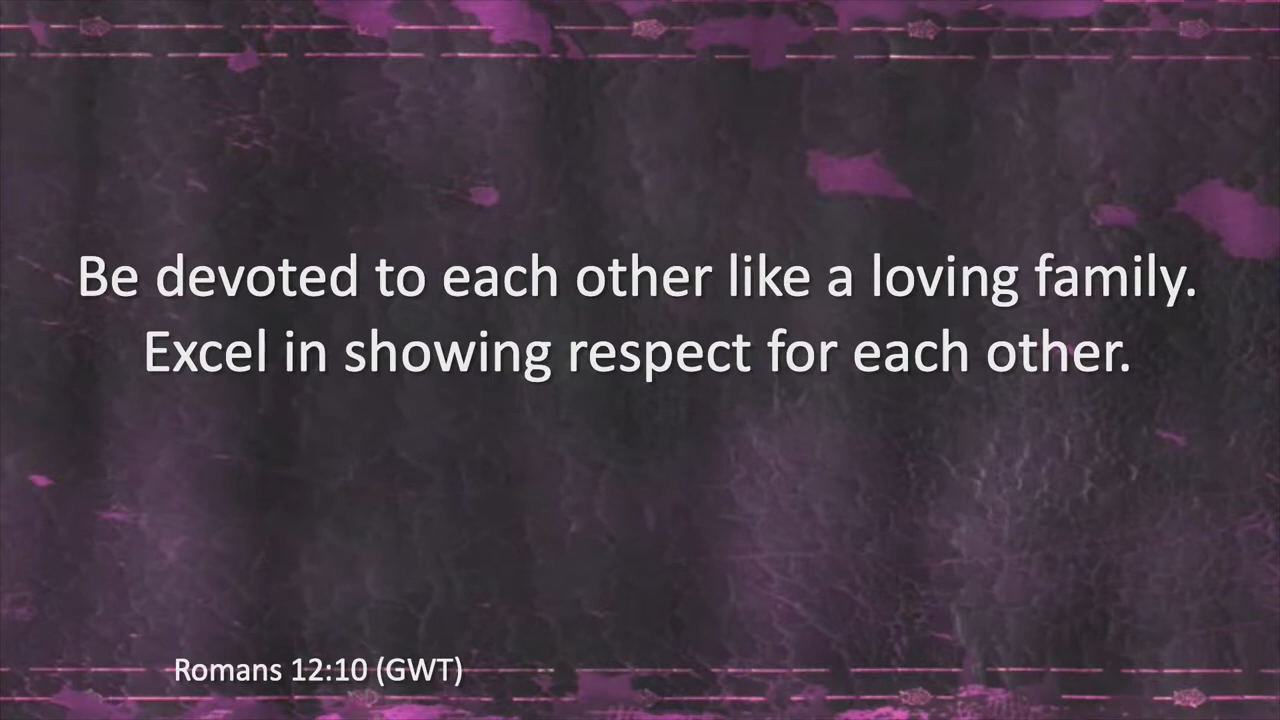 Be devoted to each other like a loving family.
Excel in showing respect for each other.
Romans 12:10 (GWT)